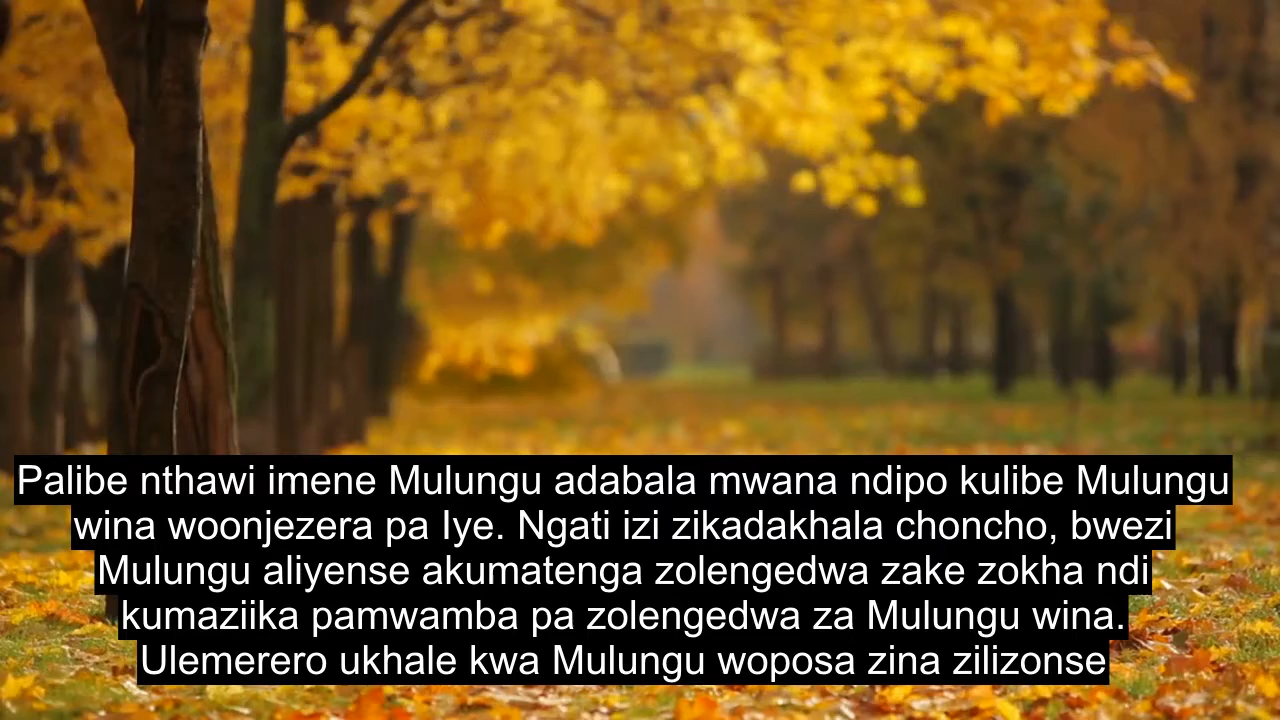 Palibe nthawi imene Mulungu adabala mwana ndipo kulibe Mulungu
wina woonjezera pa Iye. Ngati izi zikadakhala choncho, bwezi
Mulungu aliyense akumatenga zolengedwa zake zokha ndi
kumaziika pamwamba pa zolengedwa za Mulungu wina.
Ulemerero ukhale kwa Mulungu woposa zina zilizonse